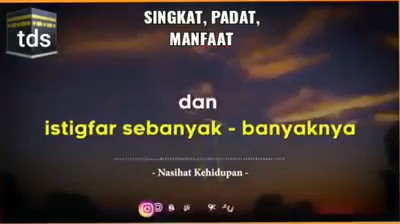 tds
SINGKAT, PADAT,
MANFAAT
dan
istigfar sebanyak - banyaknya
- Nasihat Kehidupan -